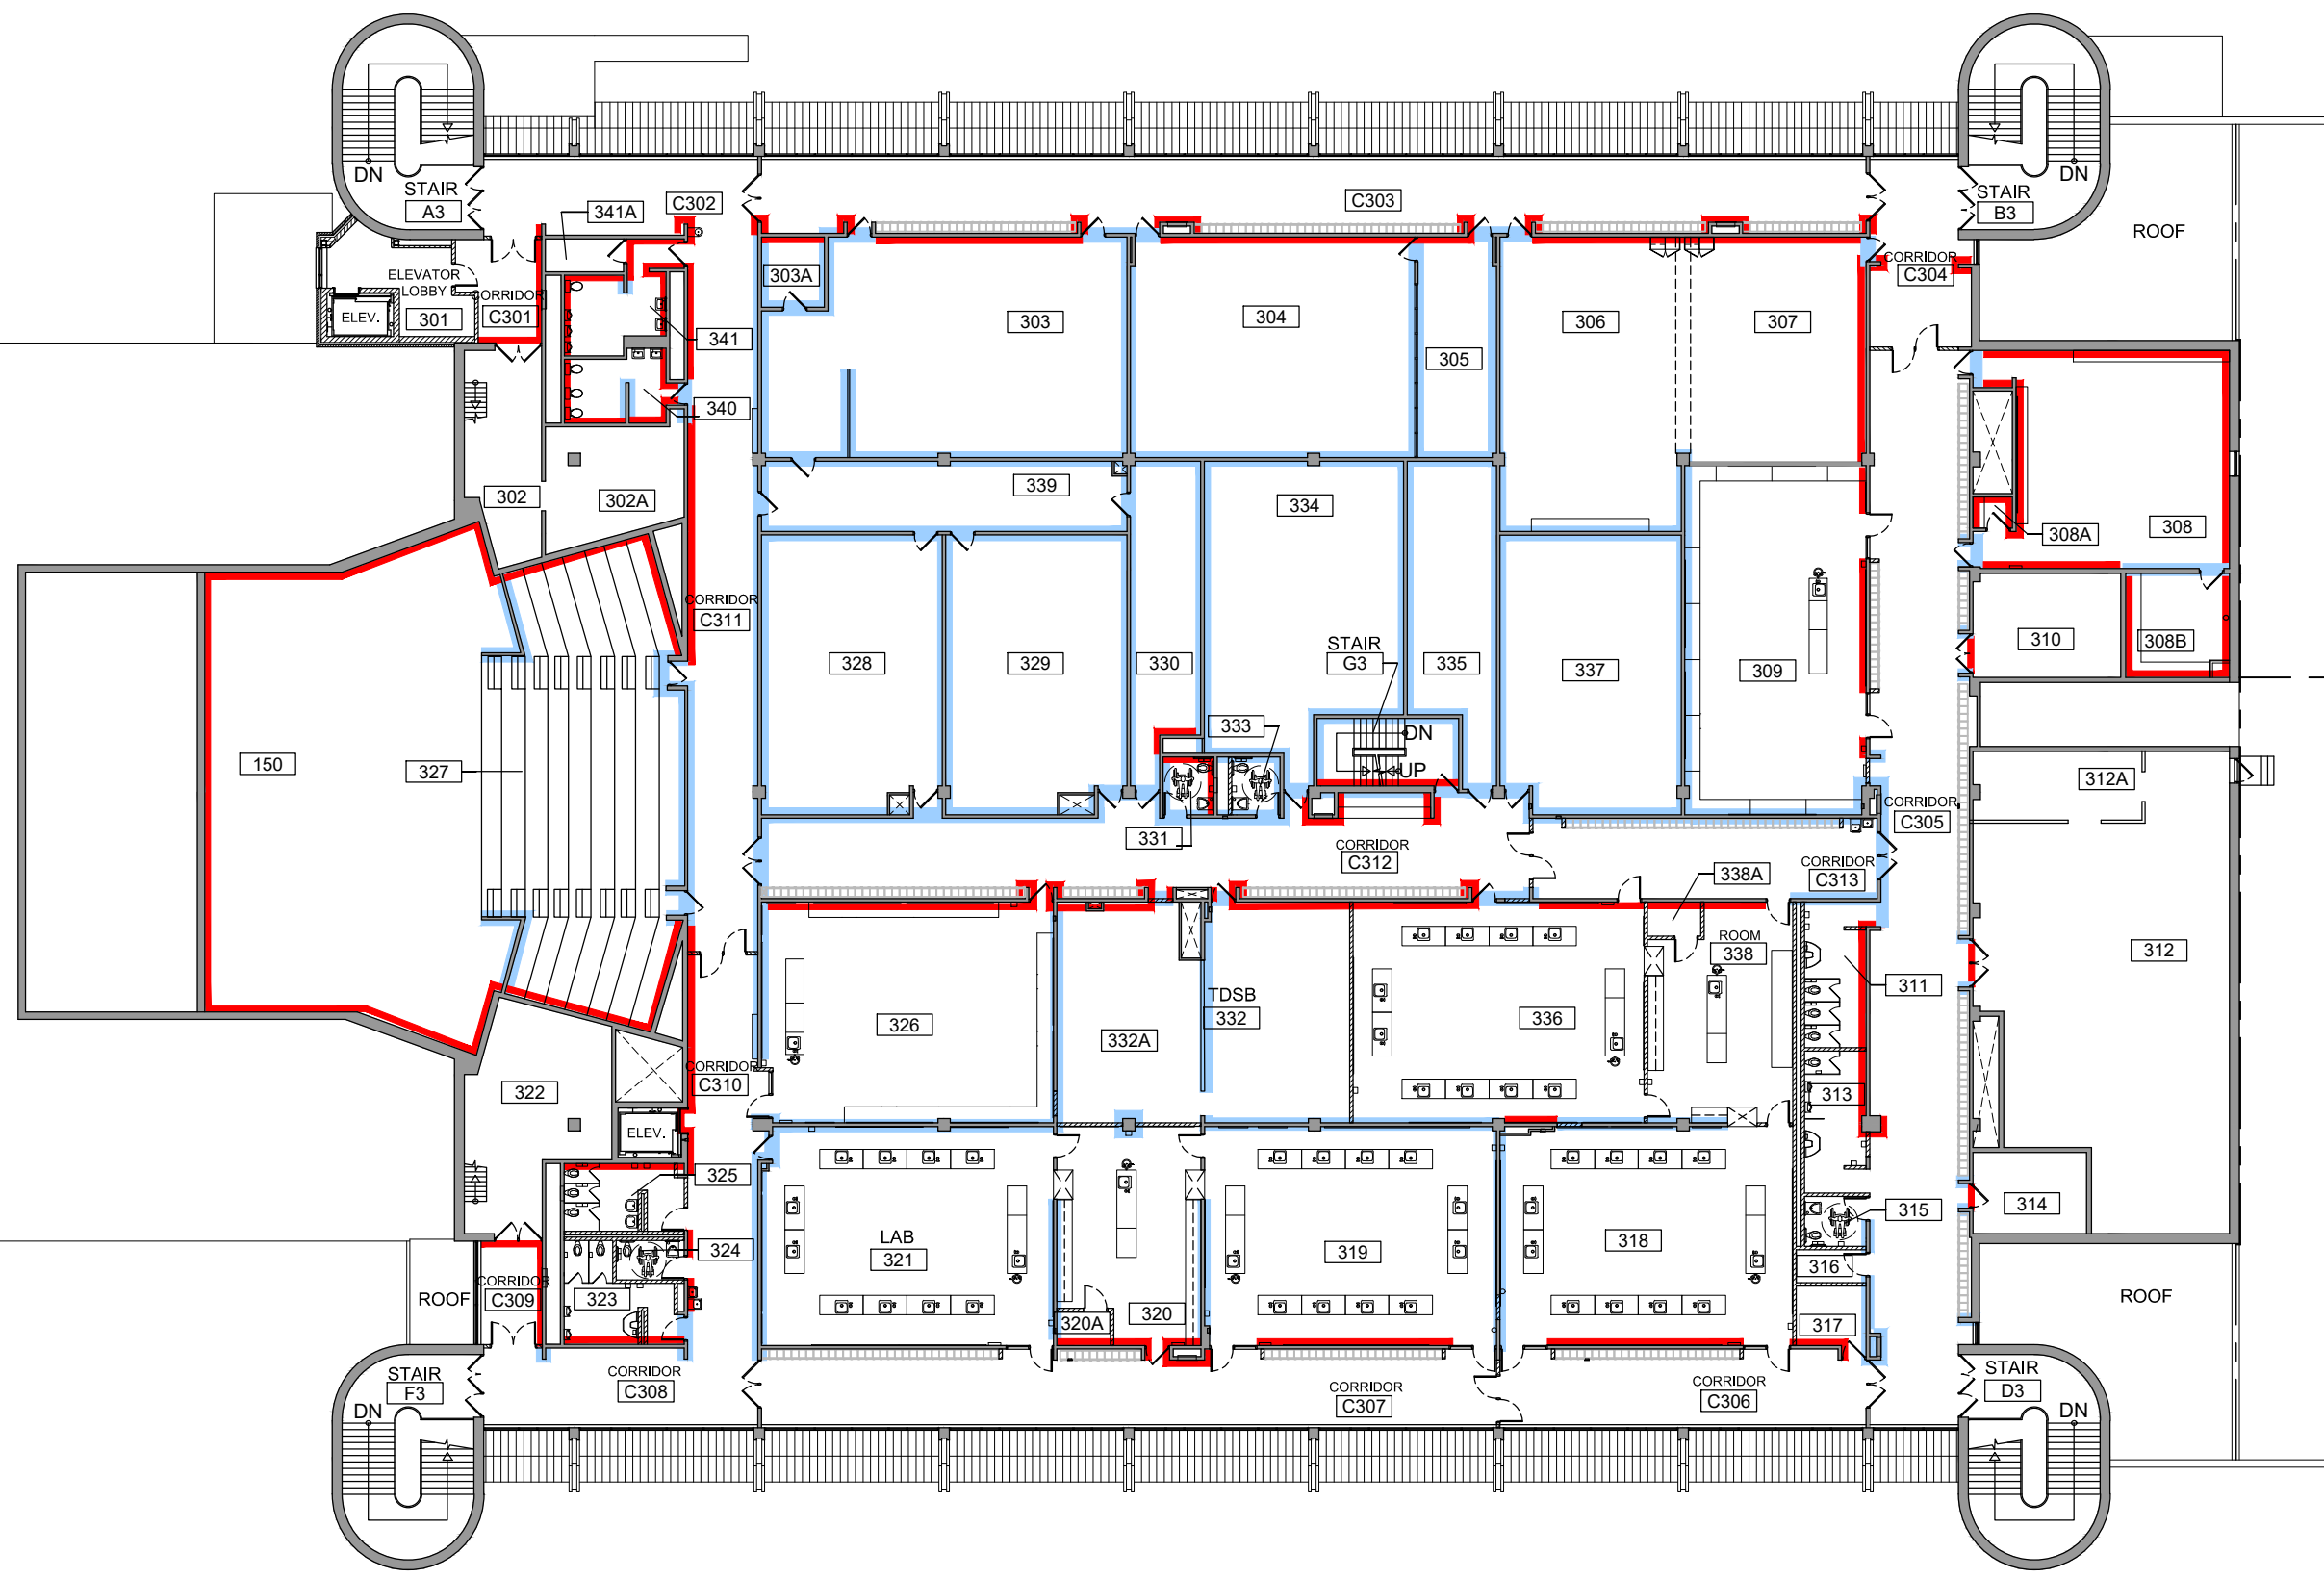 DN
STAIR
A3
341A
C302
C303
STAIR
B3
DN
ROOF
ELEVATOR
LOBBY
ELEV.
301
CORRIDOR
C301
303A
303
304
305
306
307
CORRIDOR
C304
341
340
302
302A
339
334
308A
308
CORRIDOR
C311
328
329
330
STAIR
G3
335
337
309
310
308B
333
DN
UP
150
327
331
312A
CORRIDOR
C305
CORRIDOR
C312
CORRIDOR
C313
338A
ROOM
338
312
311
TDSB
332
326
332A
336
CORRIDOR
C310
322
313
ELEV.
325
314
315
324
LAB
321
319
318
316
ROOF
CORRIDOR
C309
323
320A
320
317
ROOF
STAIR
F3
DN
CORRIDOR
C308
CORRIDOR
C307
CORRIDOR
C306
STAIR
D3
DN